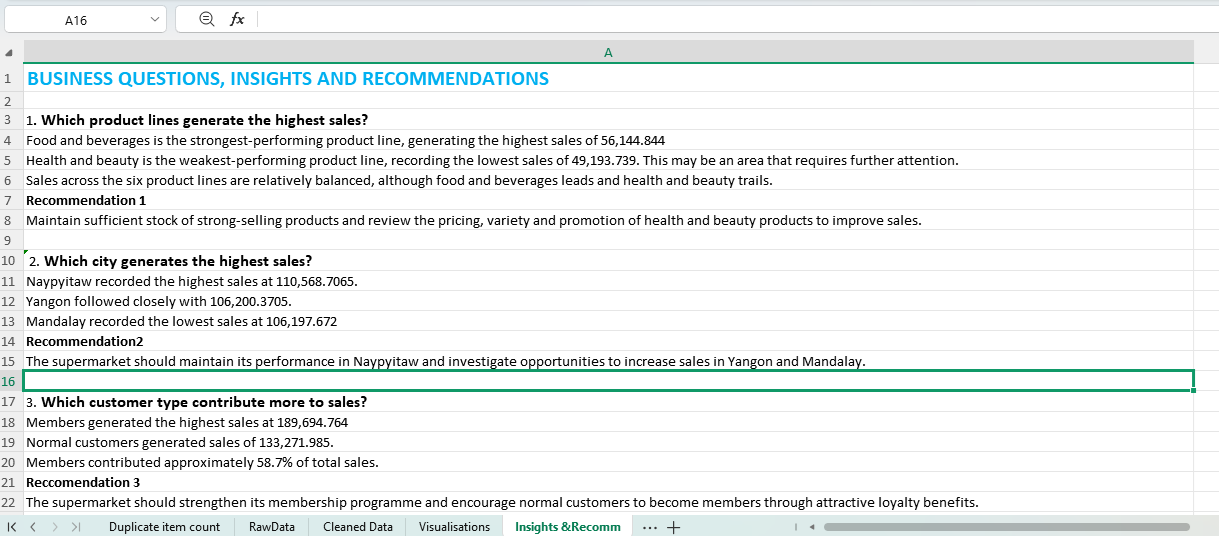 A16
fx
A
1 BUSINESS QUESTIONS, INSIGHTS AND RECOMMENDATIONS
2
3 1. Which product lines generate the highest sales?
4 Food and beverages is the strongest-performing product line, generating the highest sales of 56,144.844
5 Health and beauty is the weakest-performing product line, recording the lowest sales of 49,193.739. This may be an area that requires further attention.
6 Sales across the six product lines are relatively balanced, although food and beverages leads and health and beauty trails.
7 Recommendation 1
8 Maintain sufficient stock of strong-selling products and review the pricing, variety and promotion of health and beauty products to improve sales.
9
10 2. Which city generates the highest sales?
11 Naypyitaw recorded the highest sales at 110,568.7065.
12 Yangon followed closely with 106,200.3705.
13 Mandalay recorded the lowest sales at 106,197.672
14 Recommendation2
15 The supermarket should maintain its performance in Naypyitaw and investigate opportunities to increase sales in Yangon and Mandalay.
16
17 3. Which customer type contribute more to sales?
18 Members generated the highest sales at 189,694.764
19 Normal customers generated sales of 133,271.985.
20 Members contributed approximately 58.7% of total sales.
21 Reccomendation 3
22 The supermarket should strengthen its membership programme and encourage normal customers to become members through attractive loyalty benefits.
Duplicate item count RawData Cleaned Data Visualisations Insights &Recomm ... +